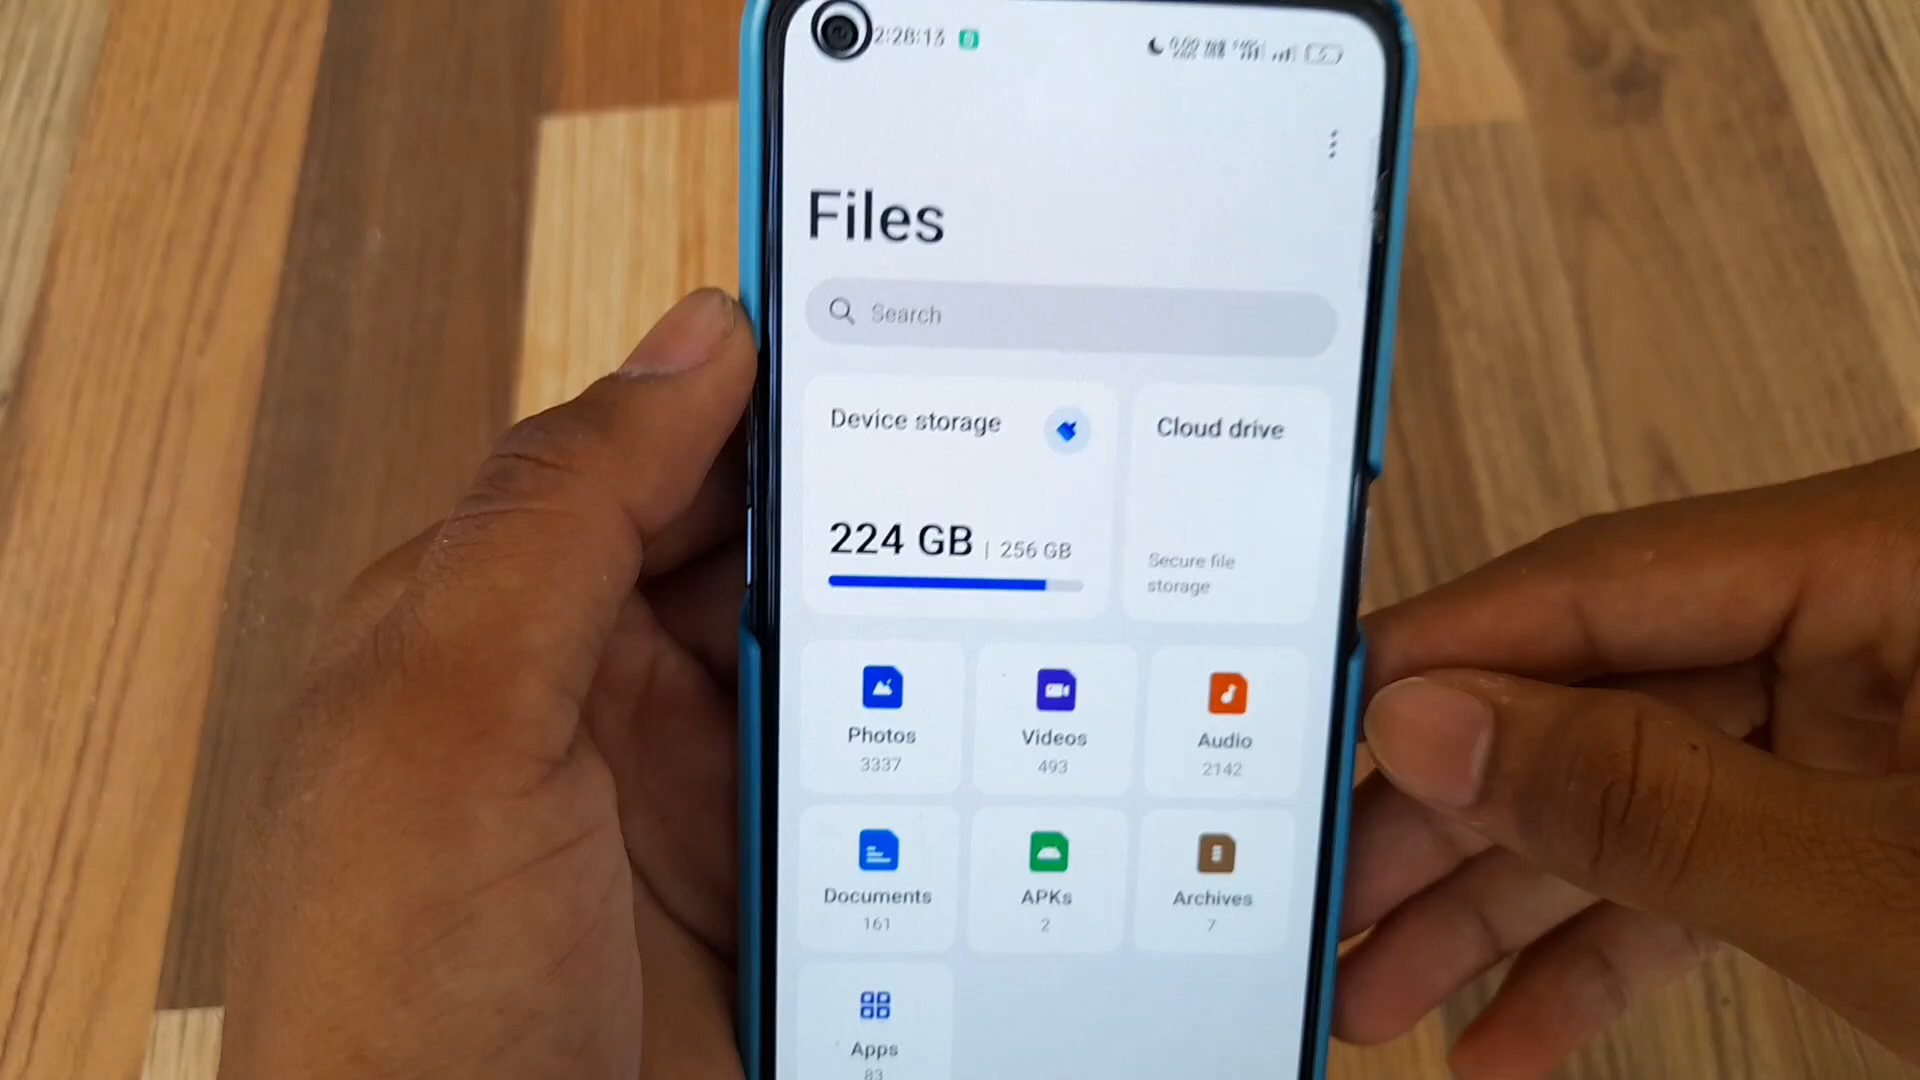 2:28:13
Files
Search
Device storage
Cloud drive
224 GB | 256 GB
Secure file
storage
Photos
Videos
Audio
3337
493
2142
Documents
APKs
Archives
161
2
7
Apps
83